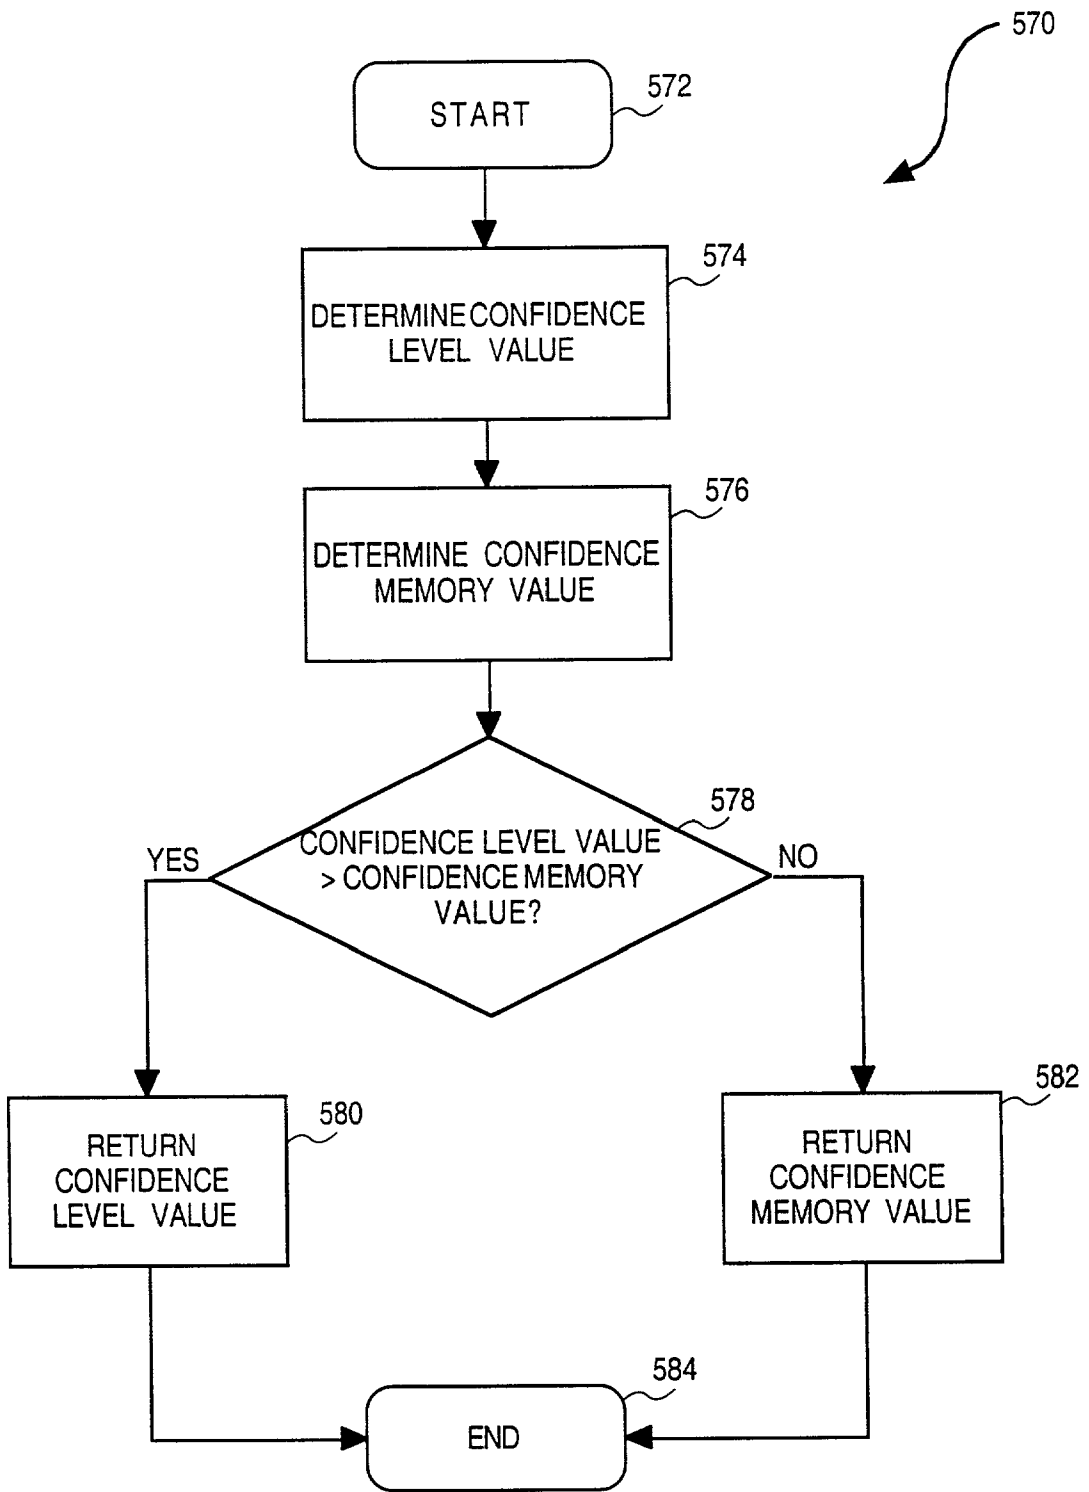 570
START
572
574
DETERMINE CONFIDENCE
LEVEL VALUE
576
DETERMINE CONFIDENCE
MEMORY VALUE
578
CONFIDENCE LEVEL VALUE
> CONFIDENCE MEMORY
VALUE?
YES
NO
580
RETURN
CONFIDENCE
LEVEL VALUE
582
RETURN
CONFIDENCE
MEMORY VALUE
584
END